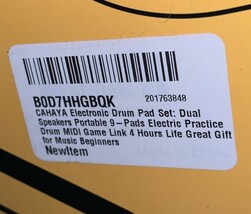 B0D7HHGBQK 201763848
CAHAYA Electronic Drum Pad Set: Dual
Speakers Portable 9-Pads Electric Practice
Drum MIDI Game Link 4 Hours Life Great Gift
for Music Beginners
NewItem